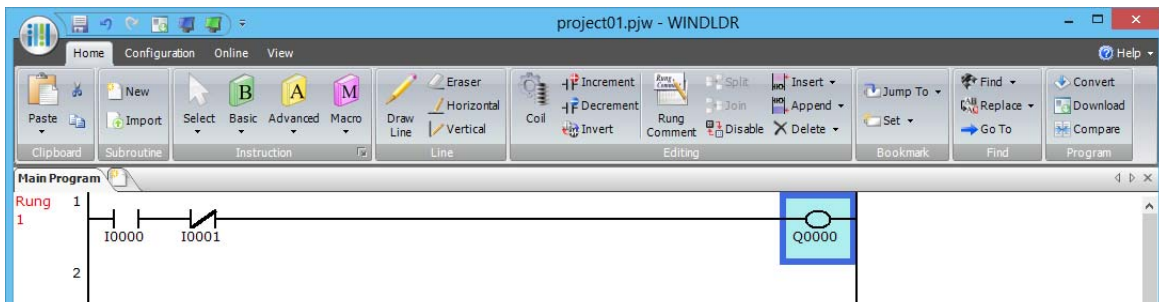 project01.pjw - WINDLDR
Home Configuration Online View Help
Paste
Clipboard
New
Import
Subroutine
Select
B
Basic
A
Advanced
M
Macro
Instruction
Draw Line
Eraser
Horizontal
Vertical
Line
Coil
Increment
Decrement
Invert
Rung Comment
Split
Join
Disable
Insert
Append
Delete
Editing
Jump To
Set
Bookmark
Find
Replace
Go To
Find
Convert
Download
Compare
Program
Main Program
Rung 1
1
I0000 I0001 Q0000
2